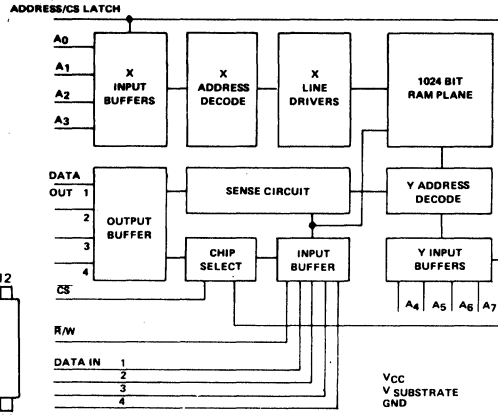 ADDRESS/CS LATCH
A0
A1
A2
A3
X
INPUT
BUFFERS
X
ADDRESS
DECODE
X
LINE
DRIVERS
1024 BIT
RAM PLANE
DATA
OUT 1
2
3
4
OUTPUT
BUFFER
SENSE CIRCUIT
Y ADDRESS
DECODE
CHIP
SELECT
INPUT
BUFFER
Y INPUT
BUFFERS
A4 A5 A6 A7
12
C̅S̅
R̅/W
DATA IN 1
2
3
4
VCC
V SUBSTRATE
GND